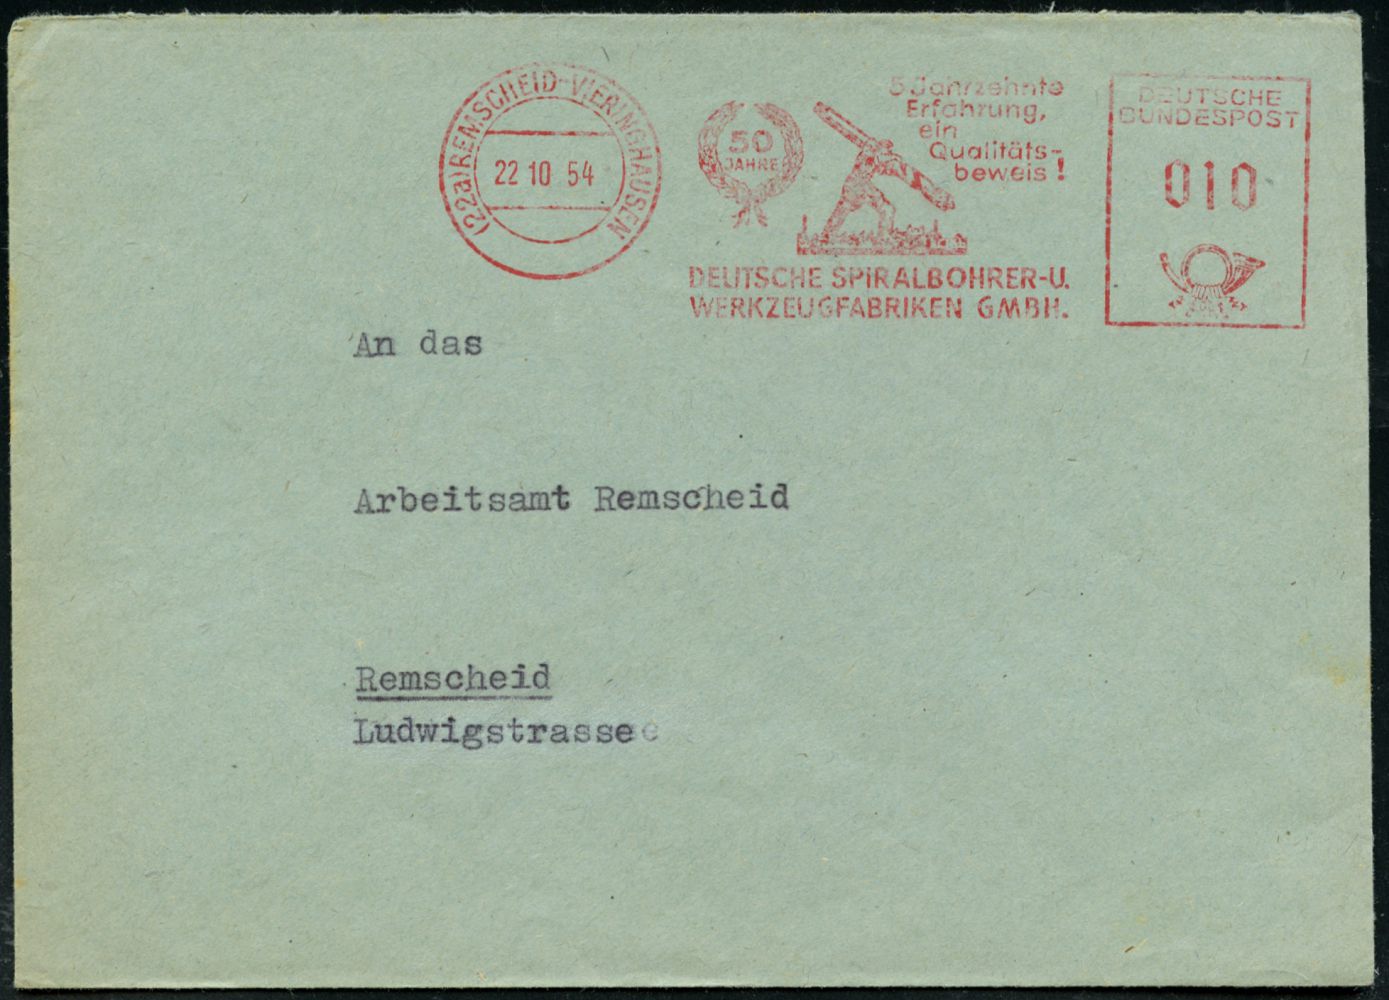 (22a) REMSCHEID-VIERINGHAUSEN
22 10 54
50
JAHRE
5 Jahrzehnte
Erfahrung,
ein
Qualitäts-
beweis !
DEUTSCHE SPIRALBOHRER-U.
WERKZEUGFABRIKEN GMBH.
DEUTSCHE
BUNDESPOST
010
An das
Arbeitsamt Remscheid
Remscheid
Ludwigstrasse